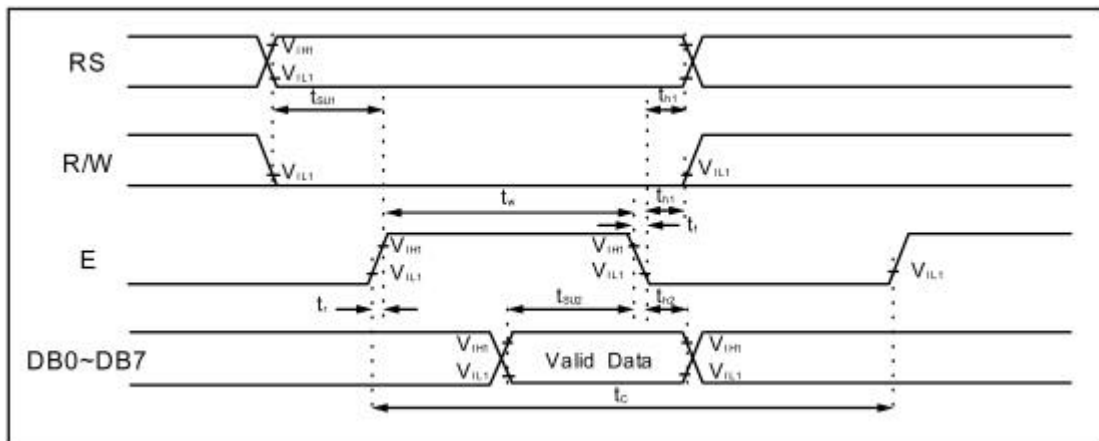 RS
VIH1
VIL1
tSU1
th1
R/W
VIL1
VIL1
tw
th1
tf
E
VIH1
VIH1
VIL1
VIL1
VIL1
tr
tSU2
th2
DB0~DB7
VIH1
Valid Data
VIH1
VIL1
VIL1
tC